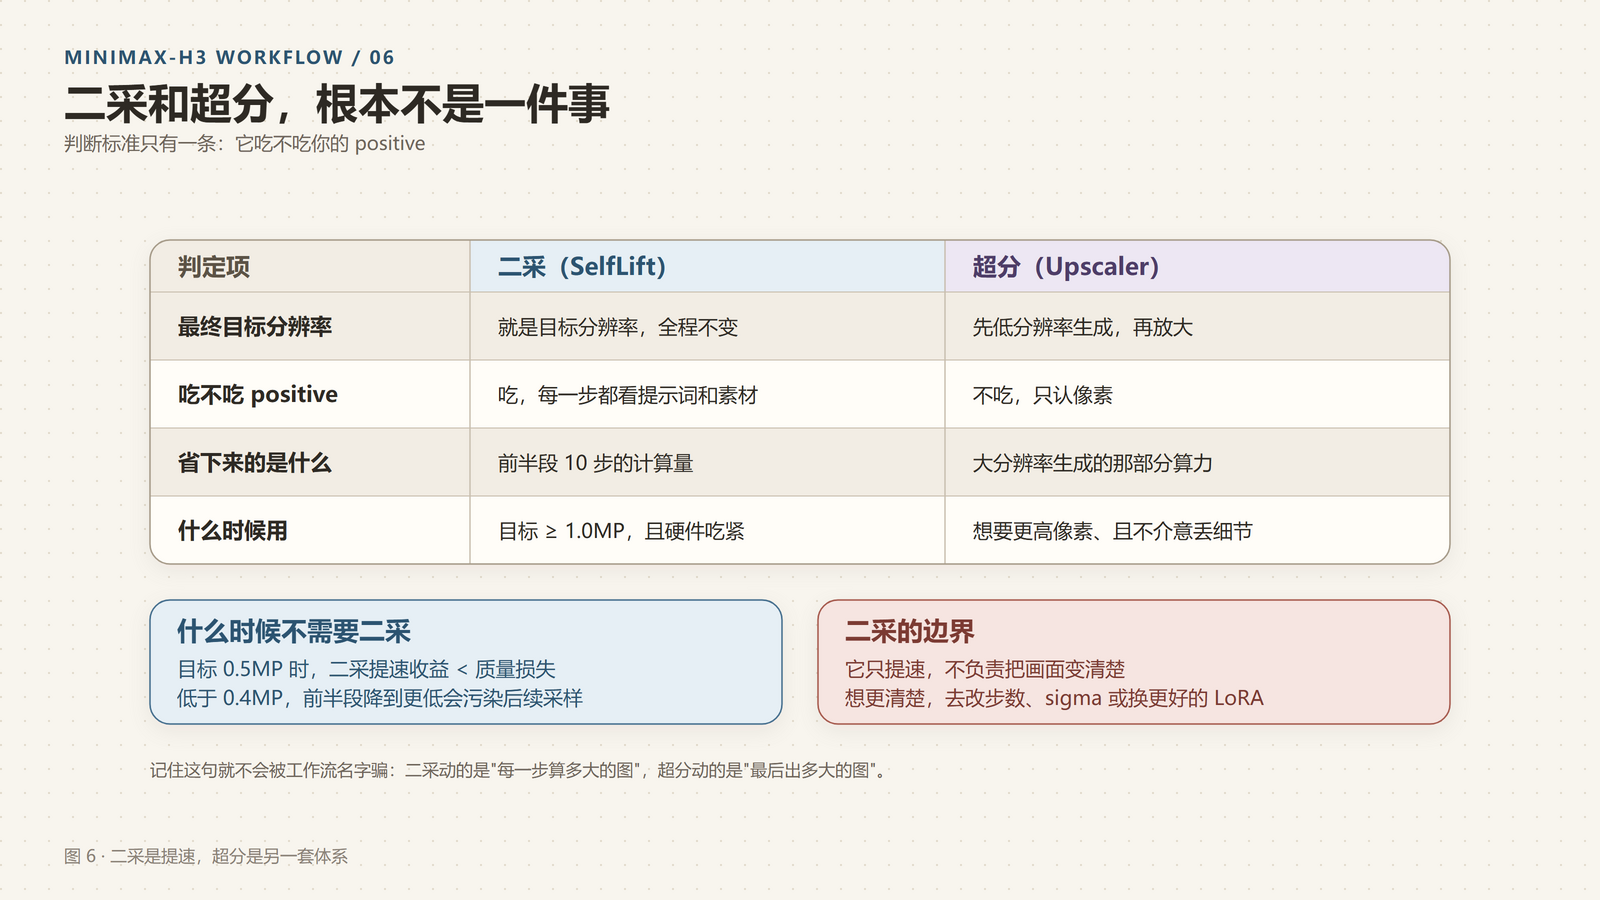 MINIMAX-H3 WORKFLOW / 06
二采和超分，根本不是一件事
判断标准只有一条：它吃不吃你的 positive
判定项
二采（SelfLift）
超分（Upscaler）
最终目标分辨率
就是目标分辨率，全程不变
先低分辨率生成，再放大
吃不吃 positive
吃，每一步都看提示词和素材
不吃，只认像素
省下来的是什么
前半段 10 步的计算量
大分辨率生成的那部分算力
什么时候用
目标 ≥ 1.0MP，且硬件吃紧
想要更高像素、且不介意丢细节
什么时候不需要二采
目标 0.5MP 时，二采提速收益 < 质量损失
低于 0.4MP，前半段降到更低会污染后续采样
二采的边界
它只提速，不负责把画面变清楚
想更清楚，去改步数、sigma 或换更好的 LoRA
记住这句就不会被工作流名字骗：二采动的是"每一步算多大的图"，超分动的是"最后出多大的图"。
图 6 · 二采是提速，超分是另一套体系